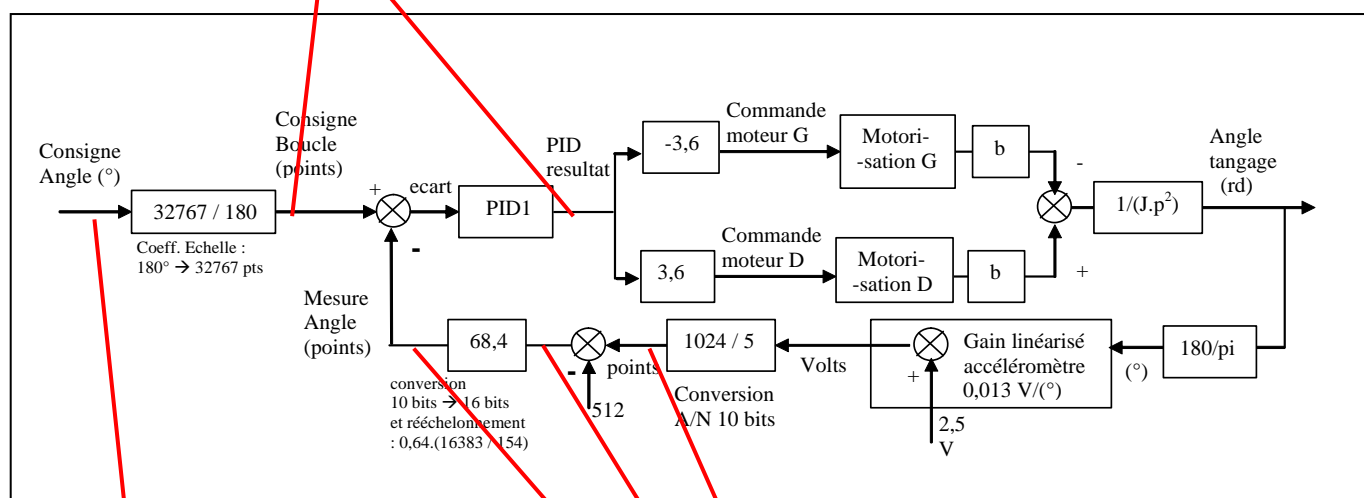 Consigne
Angle (°)
32767 / 180
Coeff. Echelle :
180° → 32767 pts
Consigne
Boucle
(points)
+
-
ecart
PID1
PID
resultat
-3,6
Commande
moteur G
Motori-
-sation G
b
-
3,6
Commande
moteur D
Motori-
-sation D
b
+
1/(J.p²)
Angle
tangage
(rd)
180/pi
(°)
Gain linéarisé
accéléromètre
0,013 V/(°)
+
2,5
V
Volts
1024 / 5
Conversion
A/N 10 bits
points
-
512
68,4
conversion
10 bits → 16 bits
et rééchelonnement
: 0,64.(16383 / 154)
Mesure
Angle
(points)